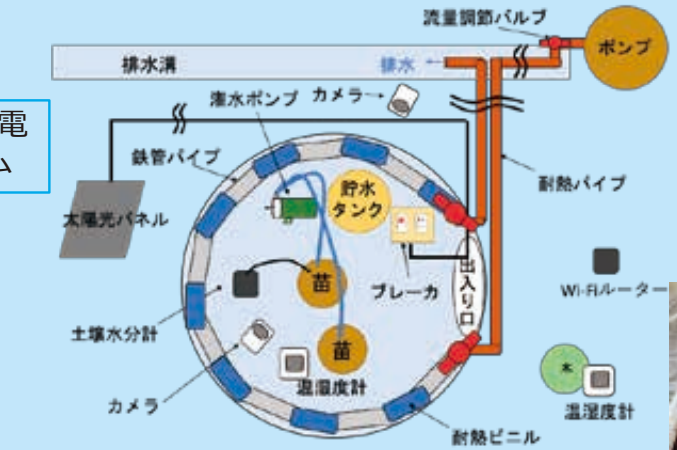 流量調節バルブ
ポンプ
排水溝
排水
灌水ポンプ
カメラ
電
ム
鉄管パイプ
貯水
タンク
耐熱パイプ
太陽光パネル
苗
ブレーカ
出入り口
Wi-Fiルーター
土壌水分計
苗
木
カメラ
温湿度計
温湿度計
耐熱ビニル